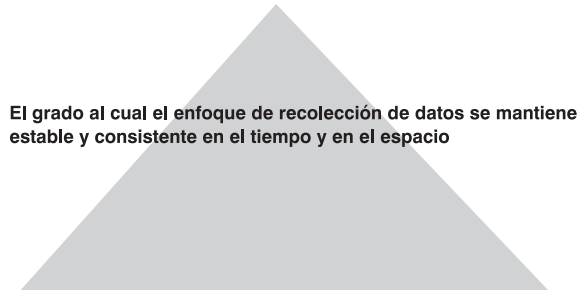 El grado al cual el enfoque de recolección de datos se mantiene
estable y consistente en el tiempo y en el espacio